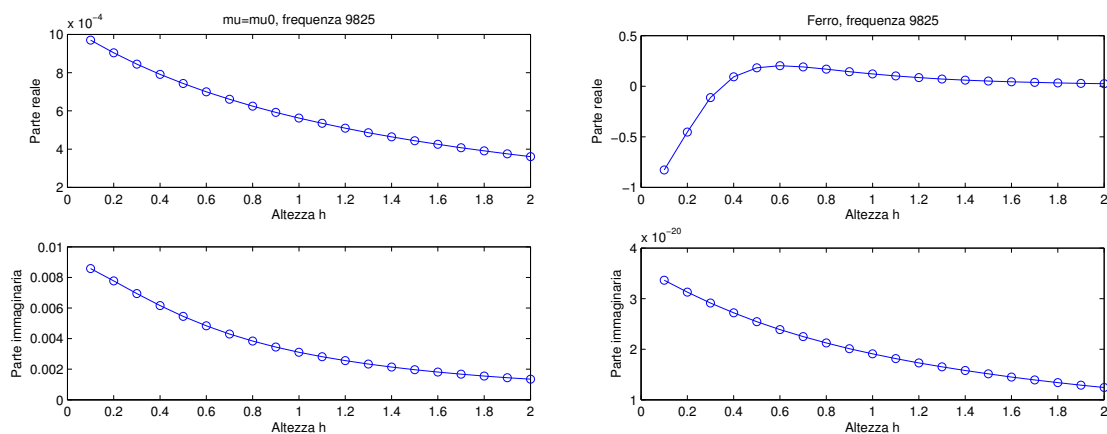 mu=mu0, frequenza 9825
x 10-4
10
8
6
4
2
Parte reale
0 0.2 0.4 0.6 0.8 1 1.2 1.4 1.6 1.8 2
Altezza h
0.01
0.008
0.006
0.004
0.002
0
Parte immaginaria
0 0.2 0.4 0.6 0.8 1 1.2 1.4 1.6 1.8 2
Altezza h
Ferro, frequenza 9825
0.5
0
−0.5
−1
Parte reale
0 0.2 0.4 0.6 0.8 1 1.2 1.4 1.6 1.8 2
Altezza h
x 10-20
4
3
2
1
Parte immaginaria
0 0.2 0.4 0.6 0.8 1 1.2 1.4 1.6 1.8 2
Altezza h